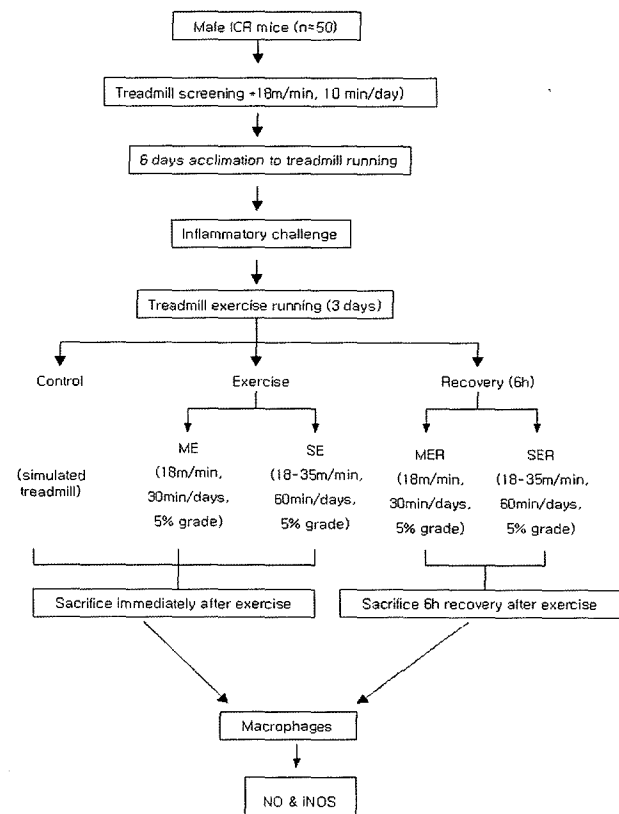 Male ICR mice (n=50)
Treadmill screening +18m/min, 10 min/day)
6 days acclimation to treadmill running
Inflammatory challenge
Treadmill exercise running (3 days)
Control
Exercise
Recovery (6h)
(simulated
treadmill)
ME
(18m/min,
30min/days,
5% grade)
SE
(18-35m/min,
60min/days,
5% grade)
MER
(18m/min,
30min/days,
5% grade)
SER
(18-35m/min,
60min/days,
5% grade)
Sacrifice immediately after exercise
Sacrifice 6h recovery after exercise
Macrophages
NO & iNOS